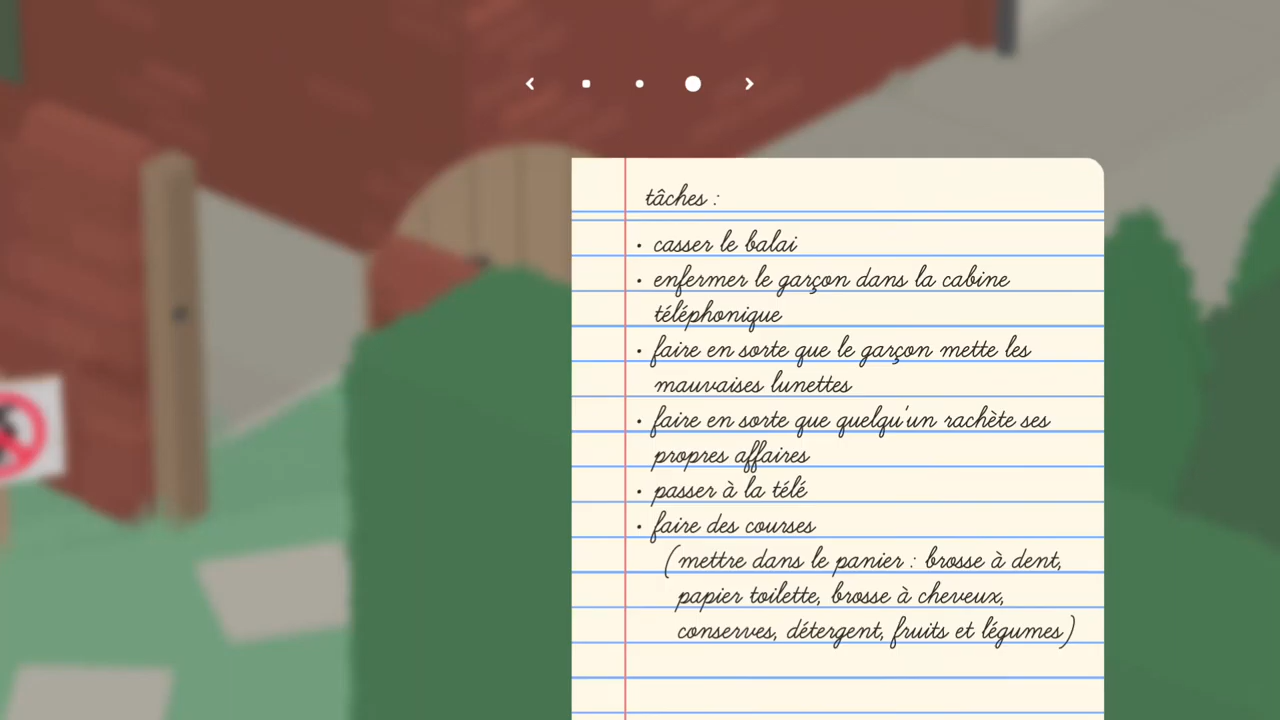 tâches :
• casser le balai
• enfermer le garçon dans la cabine
téléphonique
• faire en sorte que le garçon mette les
mauvaises lunettes
• faire en sorte que quelqu'un rachète ses
propres affaires
• passer à la télé
• faire des courses
(mettre dans le panier : brosse à dent,
papier toilette, brosse à cheveux,
conserves, détergent, fruits et légumes)